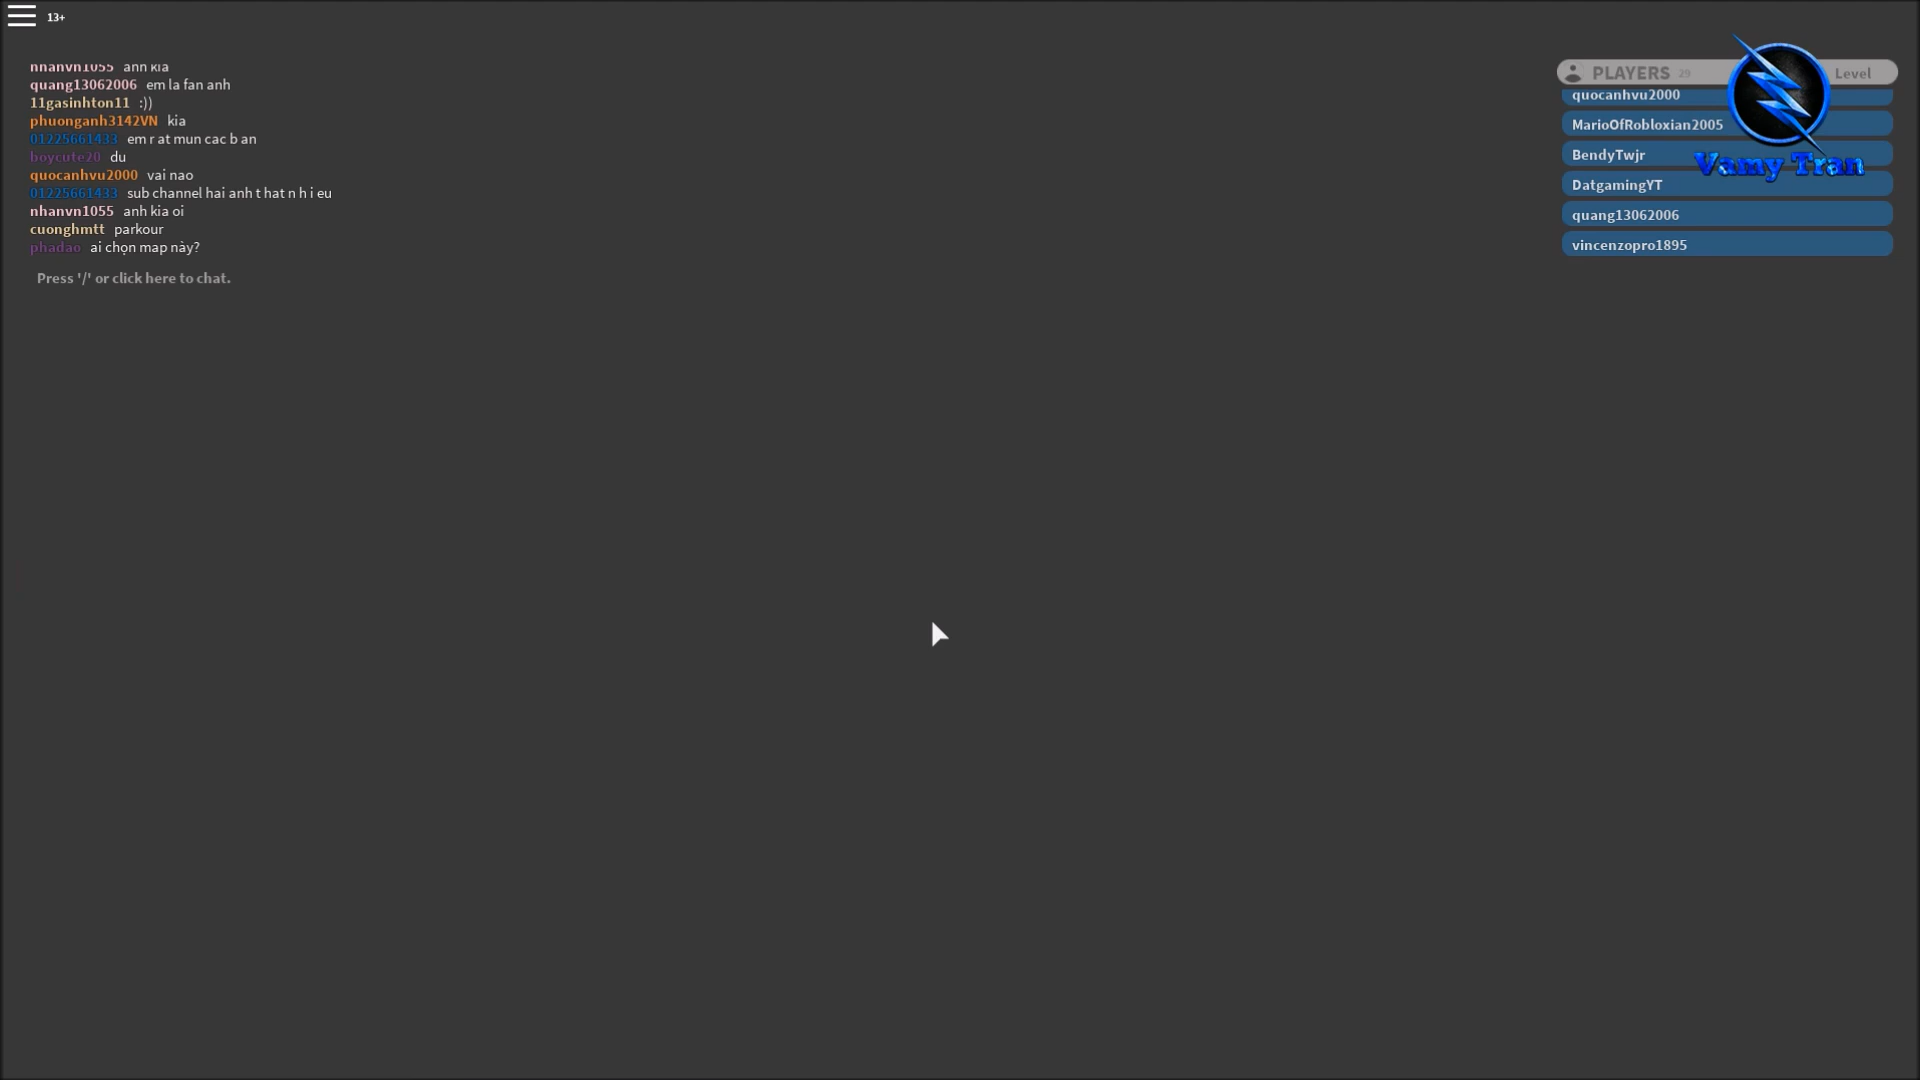 13+
nhanvn1055 anh kia
quang13062006 em la fan anh
11gasinhton11 :))
phuonganh3142VN kia
01225661433 em r at mun cac b an
boycute20 du
quocanhvu2000 vai nao
01225661433 sub channel hai anh t hat n h i eu
nhanvn1055 anh kia oi
cuonghmtt parkour
phadao ai chọn map này?
Press '/' or click here to chat.
PLAYERS 29 Level
quocanhvu2000
MarioOfRobloxian2005
BendyTwjr
Vamy Tran
DatgamingYT
quang13062006
vincenzopro1895